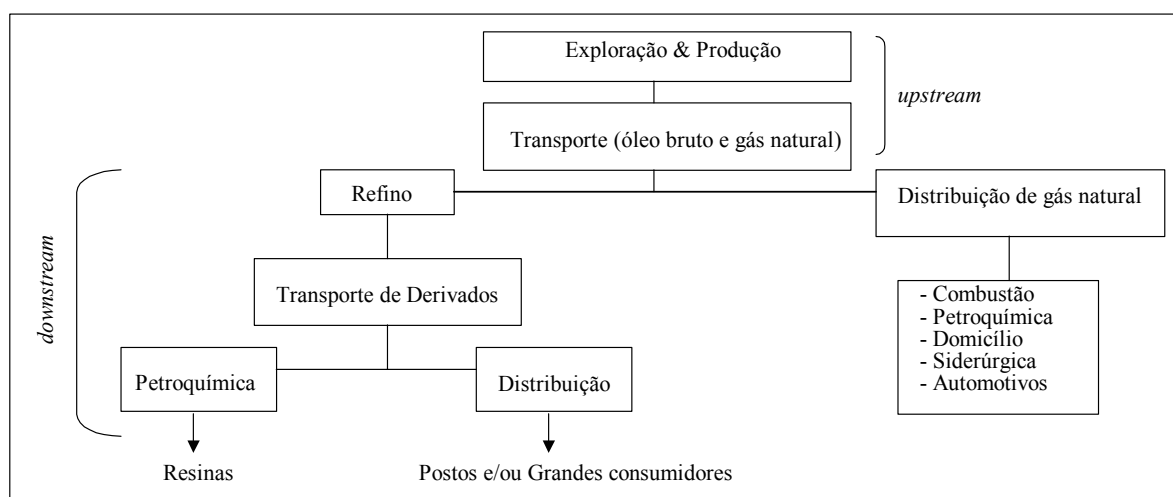 Exploração & Produção
upstream
Transporte (óleo bruto e gás natural)
Refino
Distribuição de gás natural
downstream
Transporte de Derivados
- Combustão
- Petroquímica
- Domicílio
- Siderúrgica
- Automotivos
Petroquímica
Distribuição
Resinas
Postos e/ou Grandes consumidores